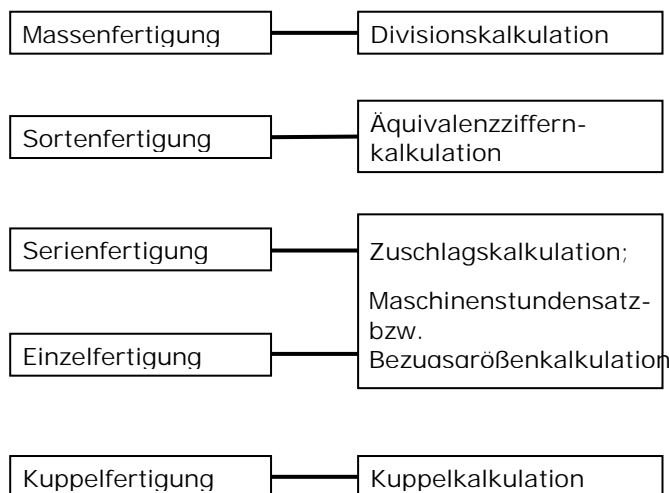 Massenfertigung
Divisionskalkulation
Sortenfertigung
Äquivalenzziffern-
kalkulation
Serienfertigung
Zuschlagskalkulation;
Maschinenstundensatz-
bzw.
Bezugsgrößenkalkulation
Einzelfertigung
Kuppelfertigung
Kuppelkalkulation